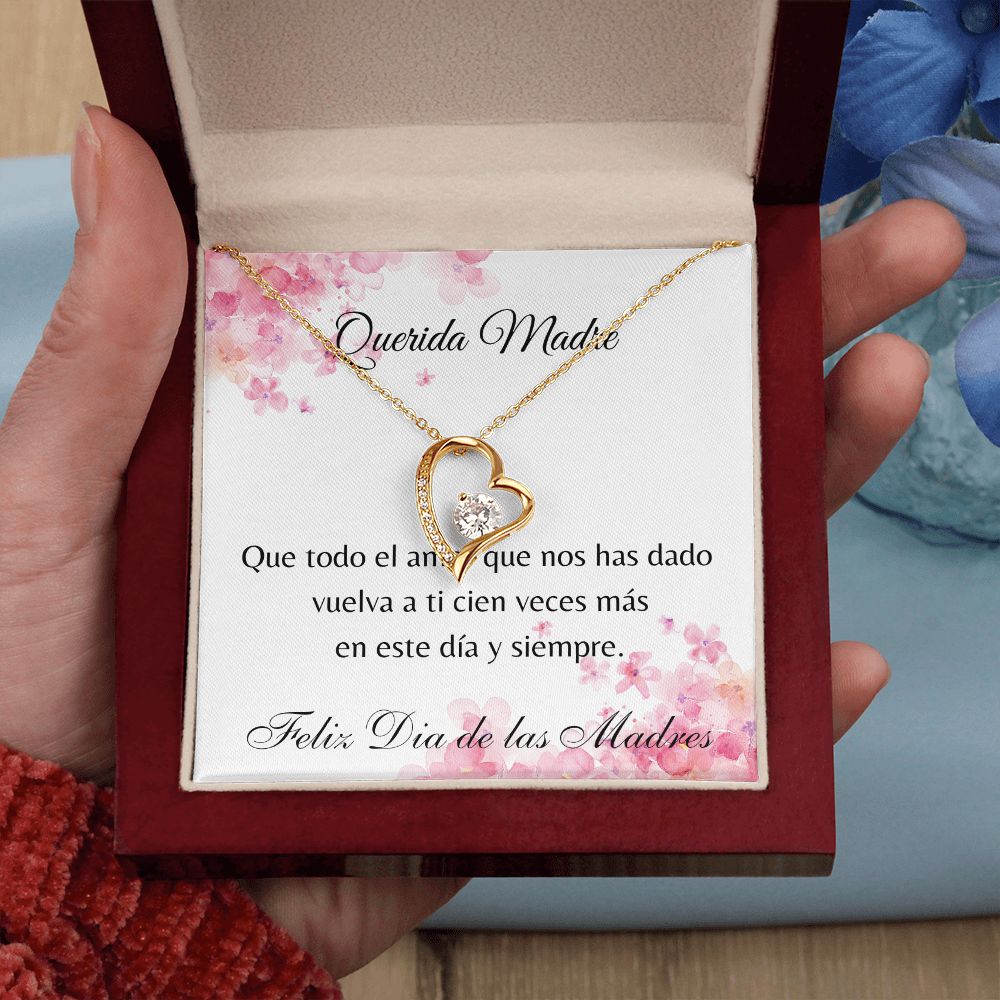 Querida Madre
Que todo el amor que nos has dado
vuelva a ti cien veces más
en este día y siempre.
Feliz Dia de las Madres